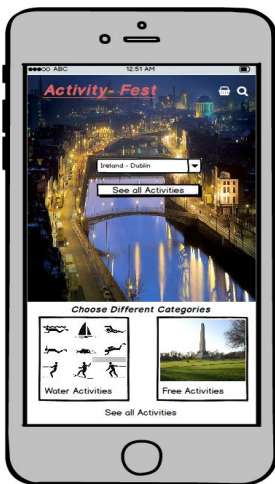 ABC 12:51 AM
Activity- Fest
Ireland - Dublin
See all Activities
Choose Different Categories
Water Activities Free Activities
See all Activities